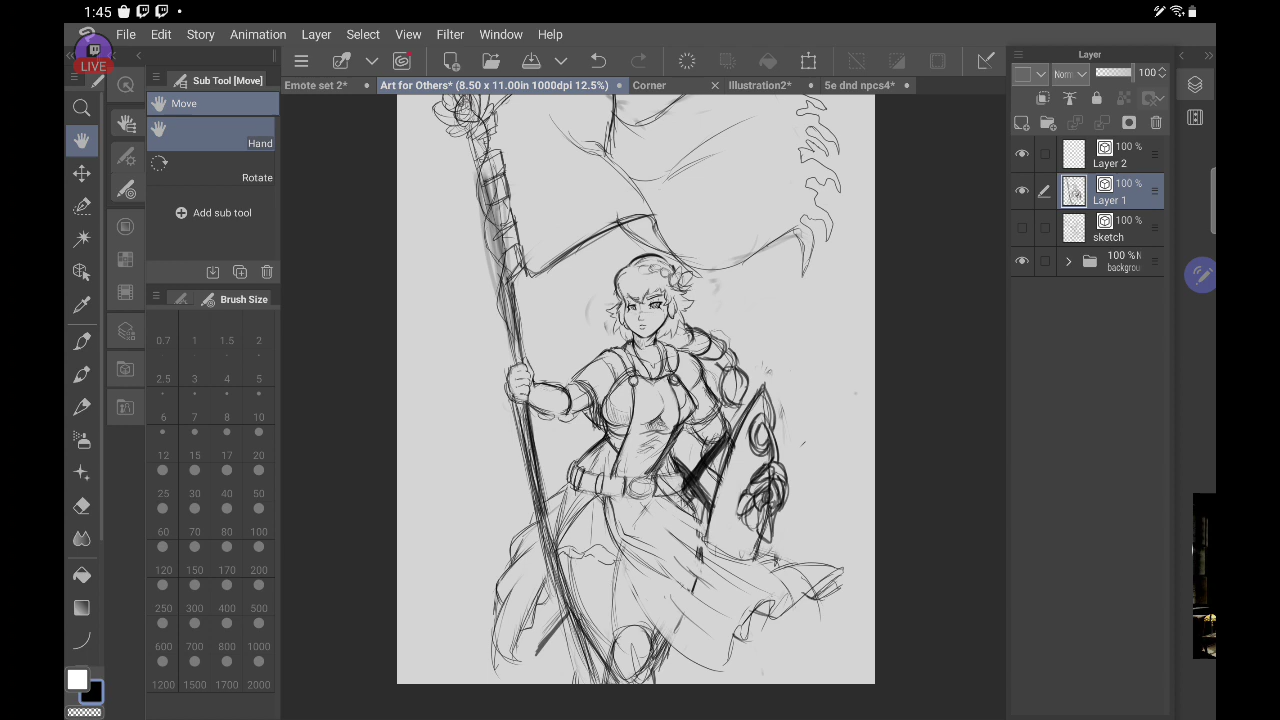 1:45
LIVE
File Edit Story Animation Layer Select View Filter Window Help
Sub Tool [Move]
Move
Hand
Rotate
Add sub tool
Brush Size
0.7 1 1.5 2
2.5 3 4 5
6 7 8 10
12 15 17 20
25 30 40 50
60 70 80 100
120 150 170 200
250 300 400 500
600 700 800 1000
1200 1500 1700 2000
Emote set 2* Art for Others* (8.50 x 11.00in 1000dpi 12.5%) Corner Illustration2* 5e dnd npcs4*
Layer
Norm 100
100 %
Layer 2
100 %
Layer 1
100 %
sketch
100 %N
backgrou